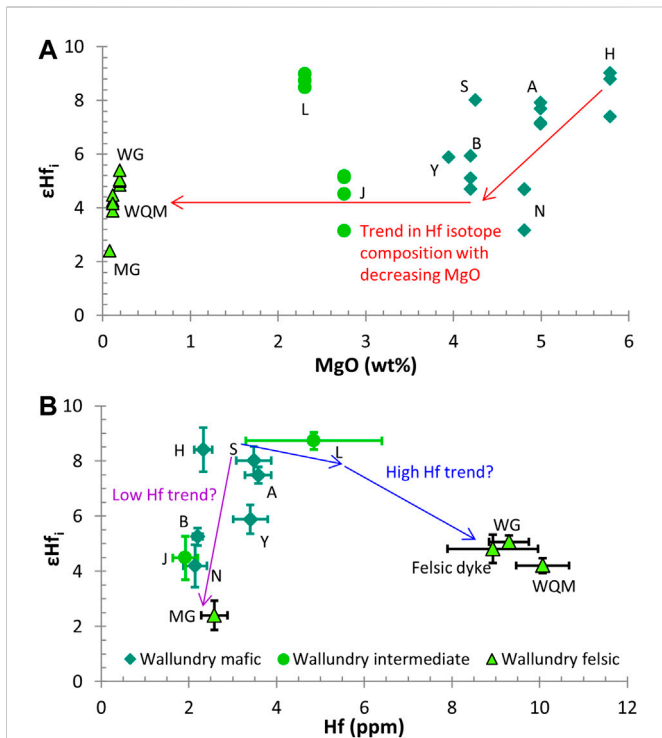 A
10
8
6
4
2
0
εHfᵢ
H
S
A
L
WG
Y
B
J
WQM
N
MG
Trend in Hf isotope
composition with
decreasing MgO
0 1 2 3 4 5 6
MgO (wt%)
B
10
8
6
4
2
0
εHfᵢ
H
S
L
A
High Hf trend?
Low Hf trend?
B
Y
WG
J
N
Felsic dyke
WQM
MG
Wallundry mafic Wallundry intermediate Wallundry felsic
0 2 4 6 8 10 12
Hf (ppm)